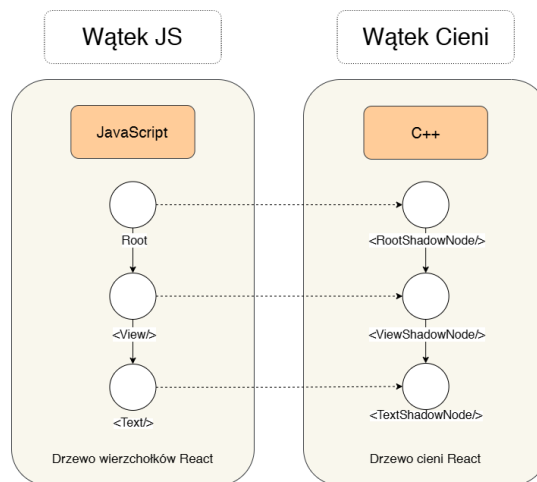 Wątek JS
Wątek Cieni
JavaScript
C++
Root
<RootShadowNode/>
<View/>
<ViewShadowNode/>
<Text/>
<TextShadowNode/>
Drzewo wierzchołków React
Drzewo cieni React